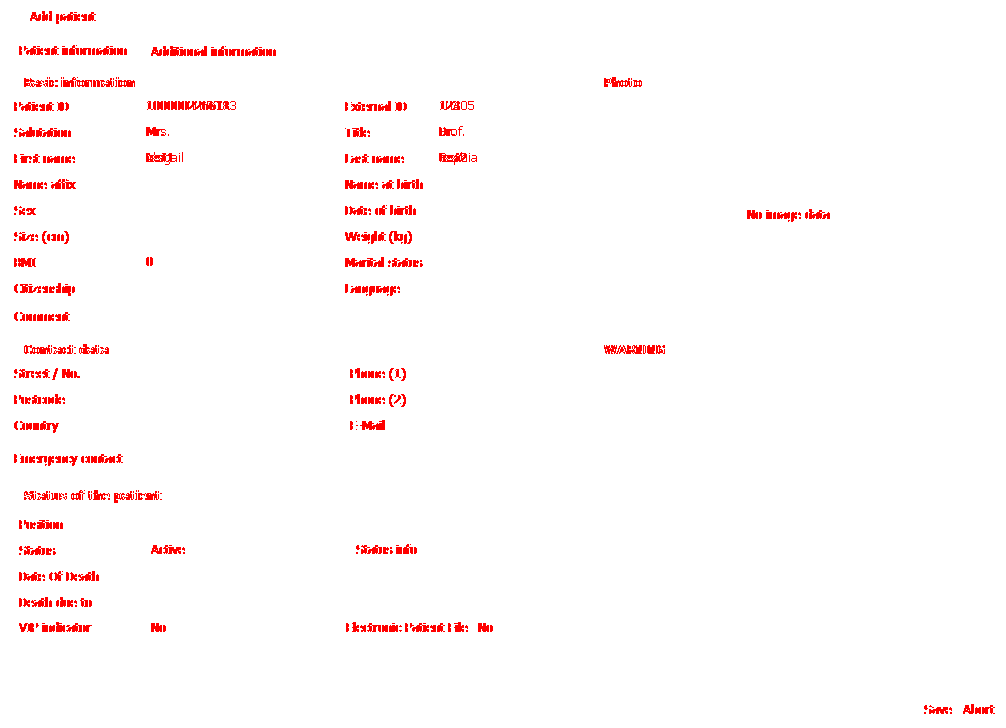 Add patient
Patient information Additional information
Basic information Photo
Patient ID External ID
Salutation Title
First name Last name
Name affix Name at birth
Sex Date of birth
No image data
Size (cm) Weight (kg)
BMI 0 Marital status
Citizenship Language
Comment
Contact data WARNING
Street / No. Phone (1)
Postcode Phone (2)
Country E-Mail
Emergency contact
Status of the patient
Position
Status Active Status info
Date Of Death
Death due to
VIP indicator No Electronic Patient File No
Save Abort